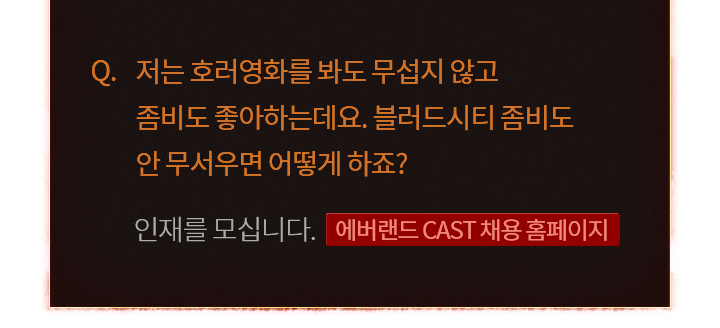 Q. 저는 호러영화를 봐도 무섭지 않고
좀비도 좋아하는데요. 블러드시티 좀비도
안 무서우면 어떻게 하죠?
인재를 모십니다. 에버랜드 CAST 채용 홈페이지